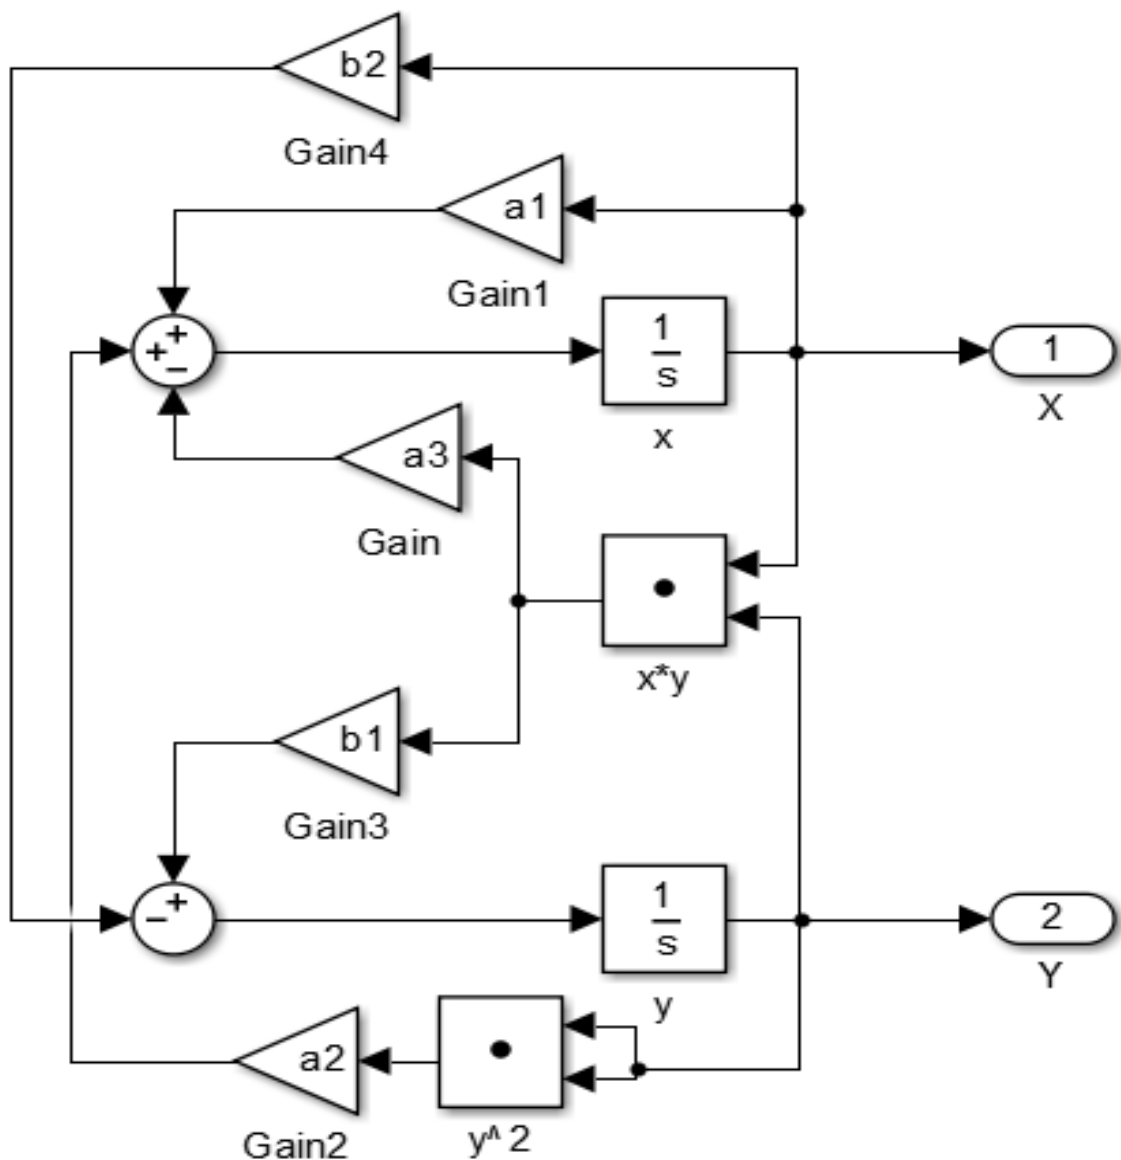 b2
Gain4
a1
Gain1
1
s
x
1
X
+
+
−
a3
Gain
x*y
b1
Gain3
+
−
1
s
y
2
Y
a2
Gain2
y^2